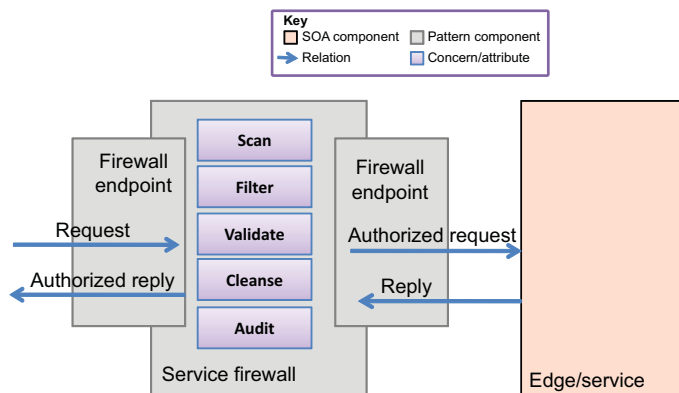 Key
SOA component
Pattern component
Relation
Concern/attribute
Firewall
endpoint
Scan
Filter
Validate
Cleanse
Audit
Firewall
endpoint
Request
Authorized request
Authorized reply
Reply
Service firewall
Edge/service